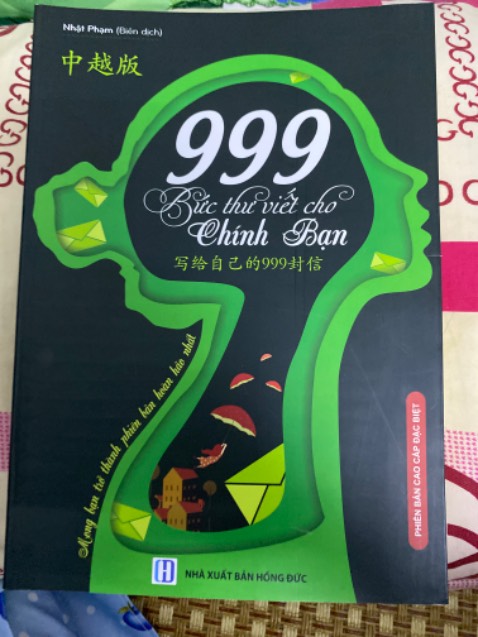 Nhật Phạm (Biên dịch)
中越版
999
Bức thư viết cho
Chính Bạn
写给自己的999封信
Mong bạn trở thành phiên bản hoàn hảo nhất
PHIÊN BẢN CAO CẤP ĐẶC BIỆT
NHÀ XUẤT BẢN HỒNG ĐỨC